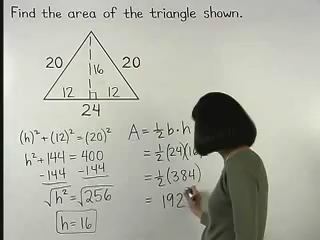 Find the area of the triangle shown.
20 20
16
12 12
24
(h)² + (12)² = (20)²
h² + 144 = 400
- 144 - 144
√h² = √256
h = 16
A = ½ b · h
= ½ (24)(16
= ½ (384)
= 192